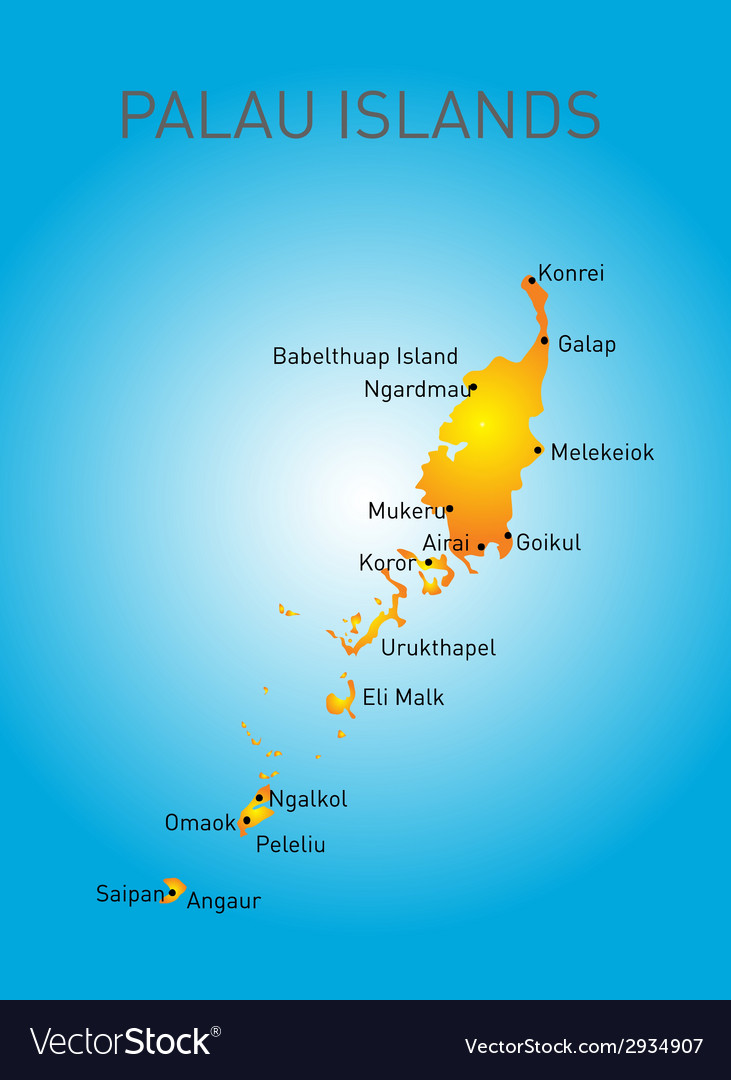 PALAU ISLANDS
Konrei
Galap
Babelthuap Island
Ngardmau
Melekeiok
Mukeru
Airai
Goikul
Koror
Urukthapel
Eli Malk
Ngalkol
Omaok
Peleliu
Saipan
Angaur
VectorStock®
VectorStock.com/2934907